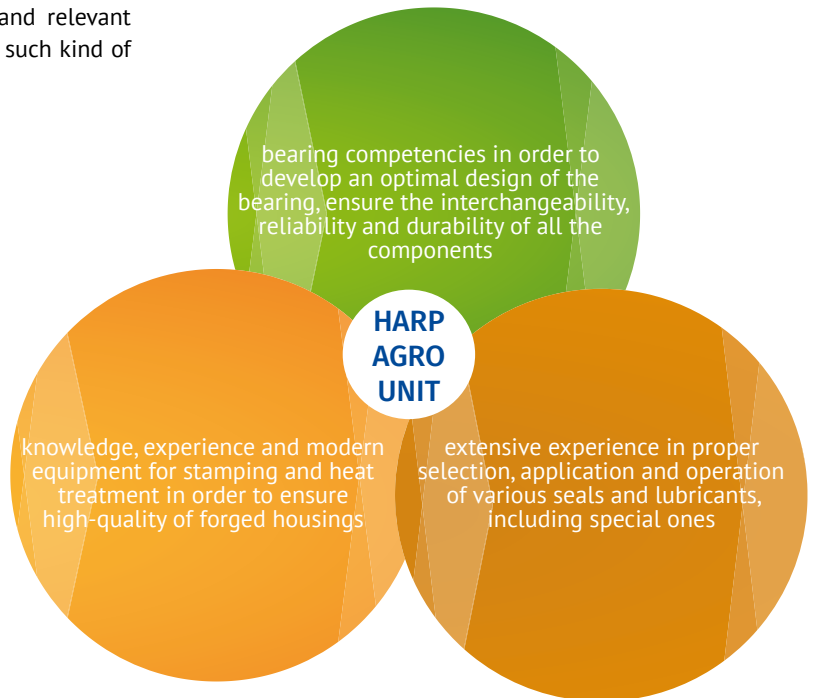 and relevant
such kind of
bearing competencies in order to
develop an optimal design of the
bearing, ensure the interchangeability,
reliability and durability of all the
components
HARP
AGRO
UNIT
knowledge, experience and modern
equipment for stamping and heat
treatment in order to ensure
high-quality of forged housings
extensive experience in proper
selection, application and operation
of various seals and lubricants,
including special ones